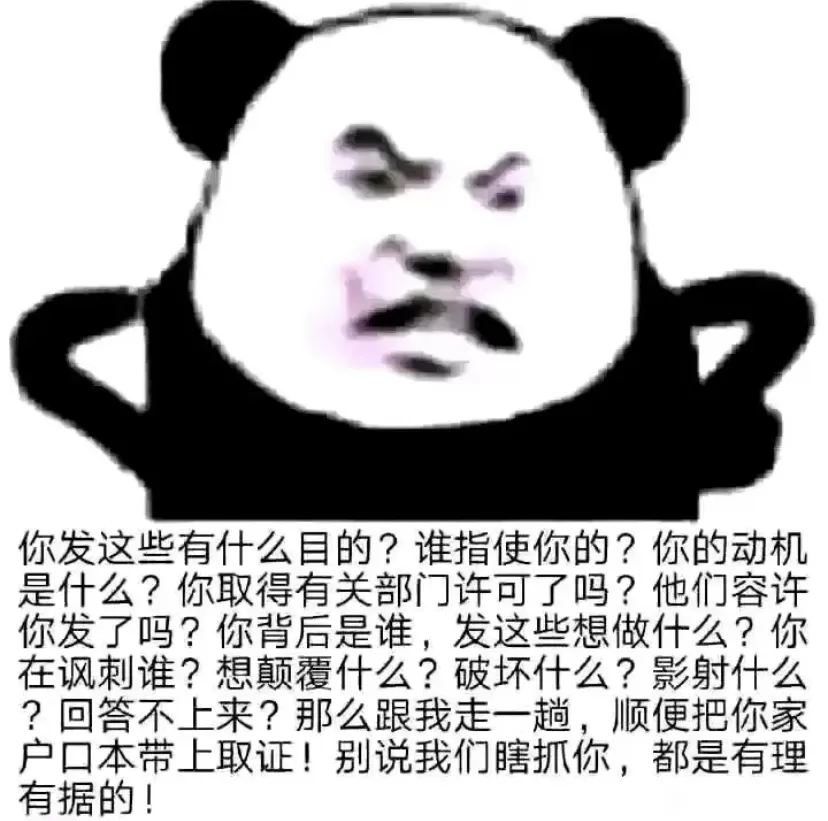 你发这些有什么目的？谁指使你的？你的动机
是什么？你取得有关部门许可了吗？他们容许
你发了吗？你背后是谁，发这些想做什么？你
在讽刺谁？想颠覆什么？破坏什么？影射什么
？回答不上来？那么跟我走一趟，顺便把你家
户口本带上取证！别说我们瞎抓你，都是有理
有据的！